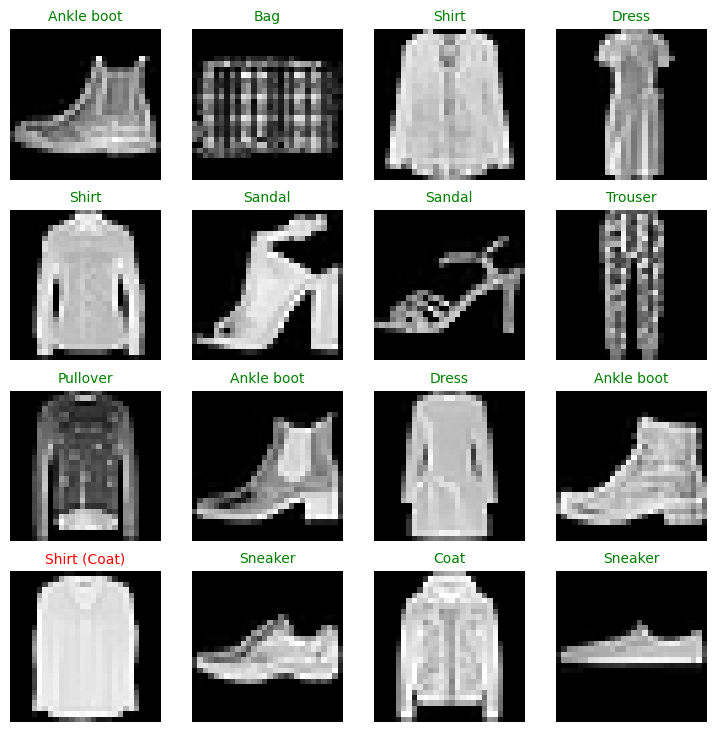 Ankle boot
Bag
Shirt
Dress
Shirt
Sandal
Sandal
Trouser
Pullover
Ankle boot
Dress
Ankle boot
Shirt (Coat)
Sneaker
Coat
Sneaker